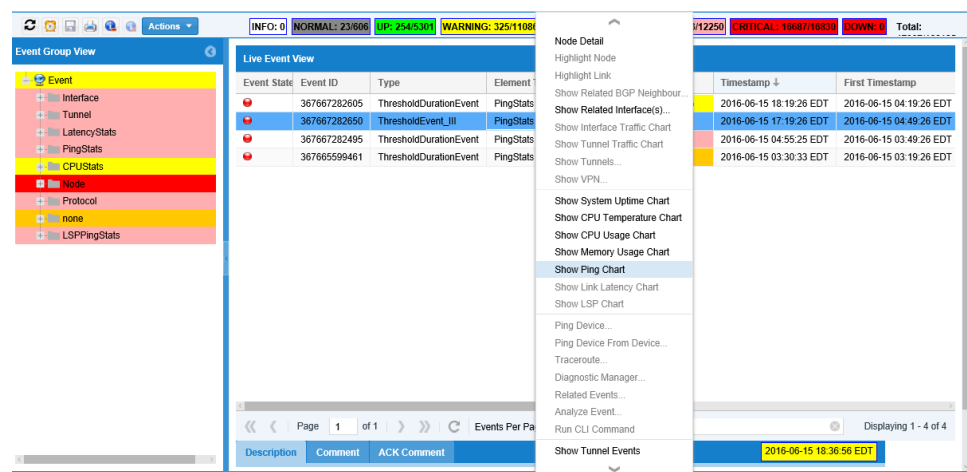 Actions
INFO: 0
NORMAL: 23/606
UP: 254/5301
WARNING: 325/11086
/12250
CRITICAL: 16687/16830
DOWN: 0
Total:
Event Group View
Event
Interface
Tunnel
LatencyStats
PingStats
CPUStats
Node
Protocol
none
LSPPingStats
Live Event View
Event State Event ID Type Element Timestamp First Timestamp
367667282605 ThresholdDurationEvent PingStats 2016-06-15 18:19:26 EDT 2016-06-15 04:19:26 EDT
367667282650 ThresholdEvent_III PingStats 2016-06-15 17:19:26 EDT 2016-06-15 04:49:26 EDT
367667282495 ThresholdDurationEvent PingStats 2016-06-15 04:55:25 EDT 2016-06-15 03:49:26 EDT
367665599461 ThresholdDurationEvent PingStats 2016-06-15 03:30:33 EDT 2016-06-15 03:19:26 EDT
Node Detail
Highlight Node
Highlight Link
Show Related BGP Neighbour...
Show Related Interface(s)...
Show Interface Traffic Chart
Show Tunnel Traffic Chart
Show Tunnels...
Show VPN...
Show System Uptime Chart
Show CPU Temperature Chart
Show CPU Usage Chart
Show Memory Usage Chart
Show Ping Chart
Show Link Latency Chart
Show LSP Chart
Ping Device...
Ping Device From Device...
Traceroute...
Diagnostic Manager...
Related Events...
Analyze Event...
Run CLI Command
Show Tunnel Events
Page 1 of 1 Events Per Pa Displaying 1 - 4 of 4
Description Comment ACK Comment 2016-06-15 18:36:56 EDT